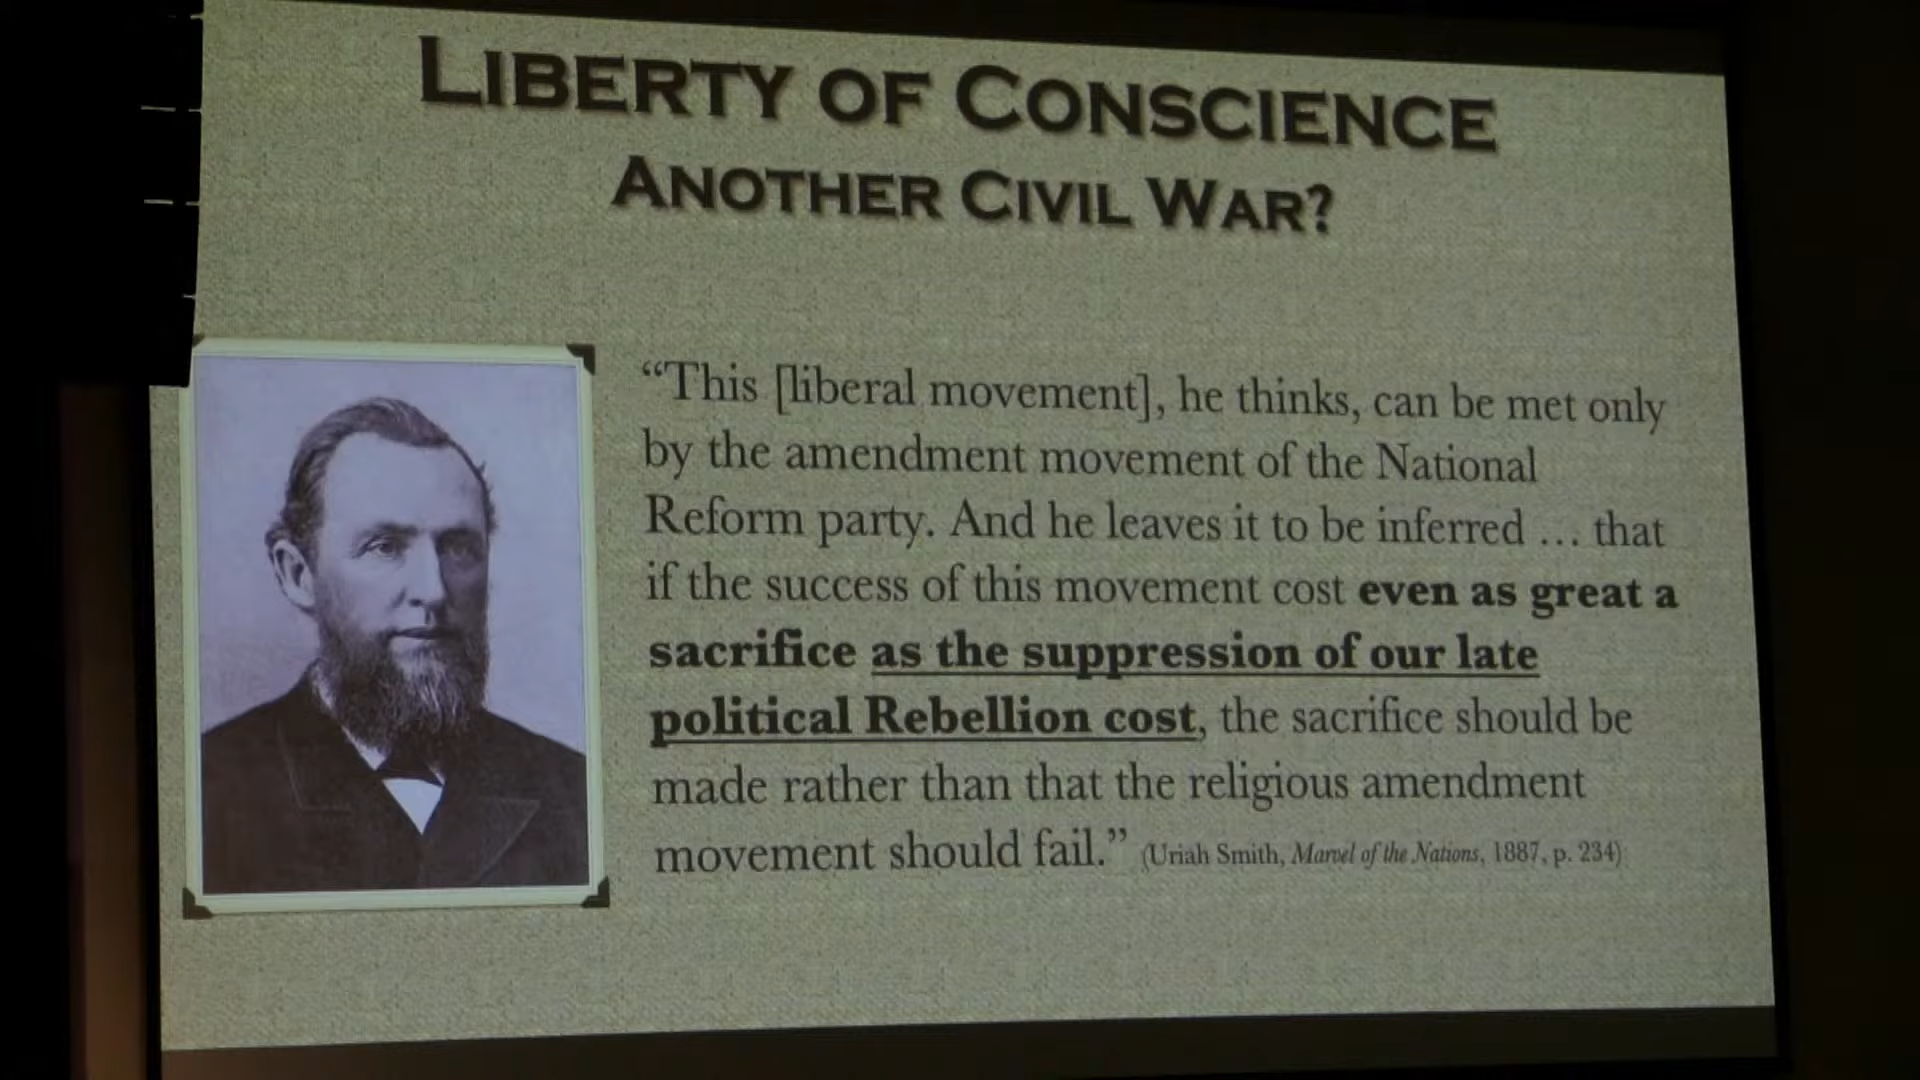 LIBERTY OF CONSCIENCE
ANOTHER CIVIL WAR?
“This [liberal movement], he thinks, can be met only
by the amendment movement of the National
Reform party. And he leaves it to be inferred … that
if the success of this movement cost even as great a
sacrifice as the suppression of our late
political Rebellion cost, the sacrifice should be
made rather than that the religious amendment
movement should fail.” (Uriah Smith, Marvel of the Nations, 1887, p. 234)